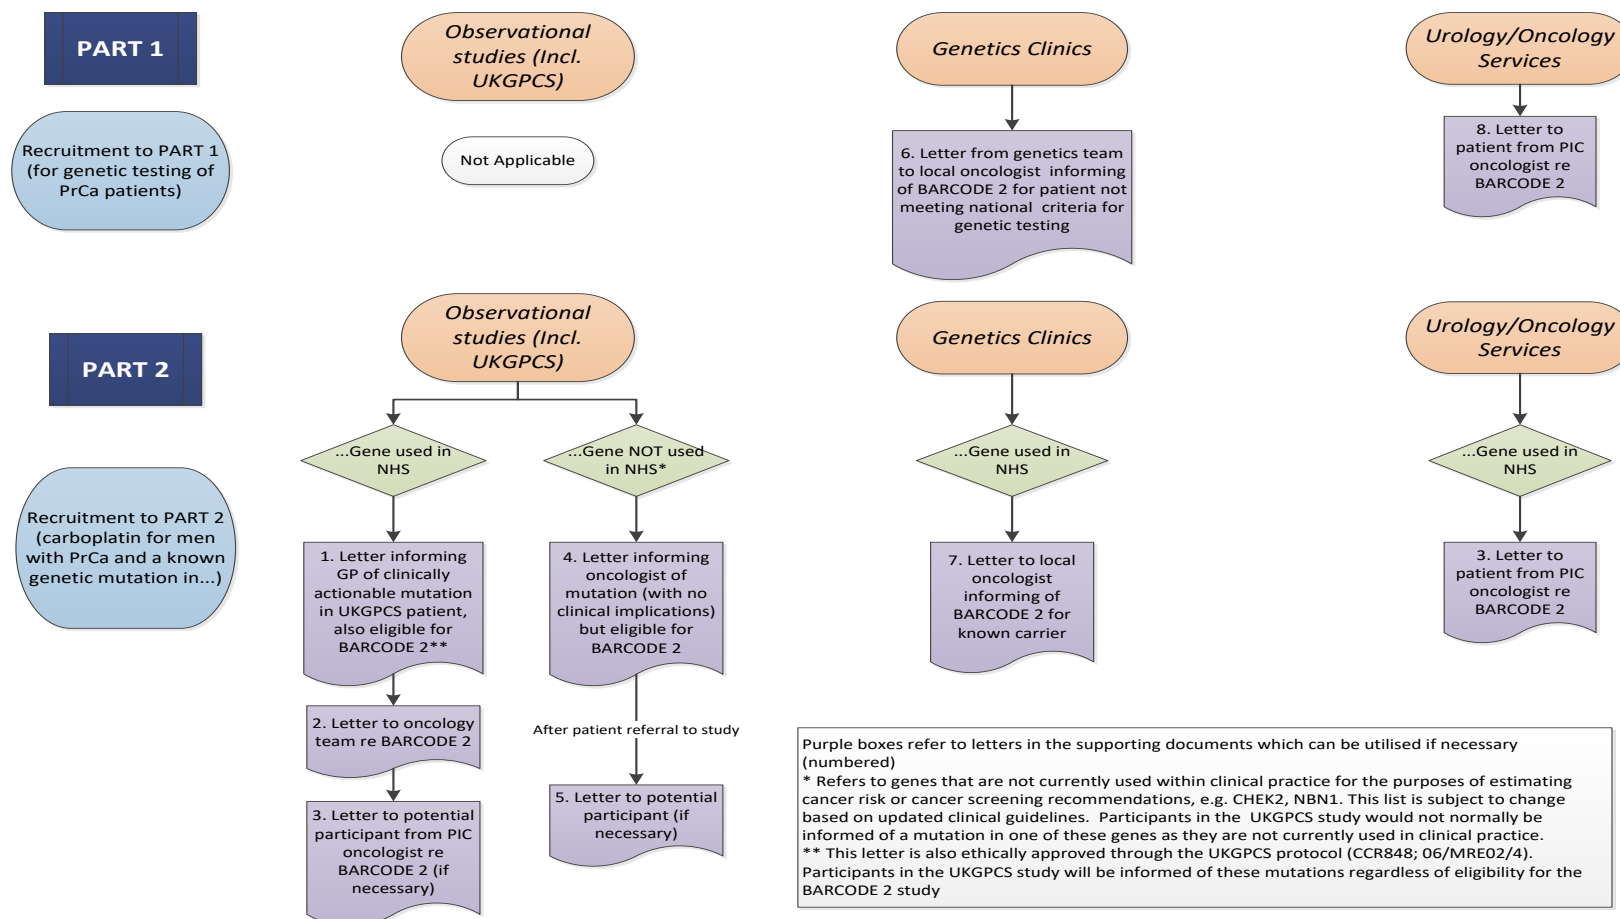 PART 1
Observational
studies (Incl.
UKGPCS)
Genetics Clinics
Urology/Oncology
Services
Recruitment to PART 1
(for genetic testing of
PrCa patients)
Not Applicable
6. Letter from genetics team
to local oncologist informing
of BARCODE 2 for patient not
meeting national criteria for
genetic testing
8. Letter to
patient from PIC
oncologist re
BARCODE 2
PART 2
Observational
studies (Incl.
UKGPCS)
Genetics Clinics
Urology/Oncology
Services
Recruitment to PART 2
(carboplatin for men
with PrCa and a known
genetic mutation in...)
...Gene used in
NHS
...Gene NOT used
in NHS*
...Gene used in
NHS
...Gene used in
NHS
1. Letter informing
GP of clinically
actionable mutation
in UKGPCS patient,
also eligible for
BARCODE 2**
4. Letter informing
oncologist of
mutation (with no
clinical implications)
but eligible for
BARCODE 2
7. Letter to local
oncologist
informing of
BARCODE 2 for
known carrier
3. Letter to
patient from PIC
oncologist re
BARCODE 2
2. Letter to oncology
team re BARCODE 2
After patient referral to study
3. Letter to potential
participant from PIC
oncologist re
BARCODE 2 (if
necessary)
5. Letter to potential
participant (if
necessary)
Purple boxes refer to letters in the supporting documents which can be utilised if necessary
(numbered)
* Refers to genes that are not currently used within clinical practice for the purposes of estimating
cancer risk or cancer screening recommendations, e.g. CHEK2, NBN1. This list is subject to change
based on updated clinical guidelines. Participants in the UKGPCS study would not normally be
informed of a mutation in one of these genes as they are not currently used in clinical practice.
** This letter is also ethically approved through the UKGPCS protocol (CCR848; 06/MRE02/4).
Participants in the UKGPCS study will be informed of these mutations regardless of eligibility for the
BARCODE 2 study